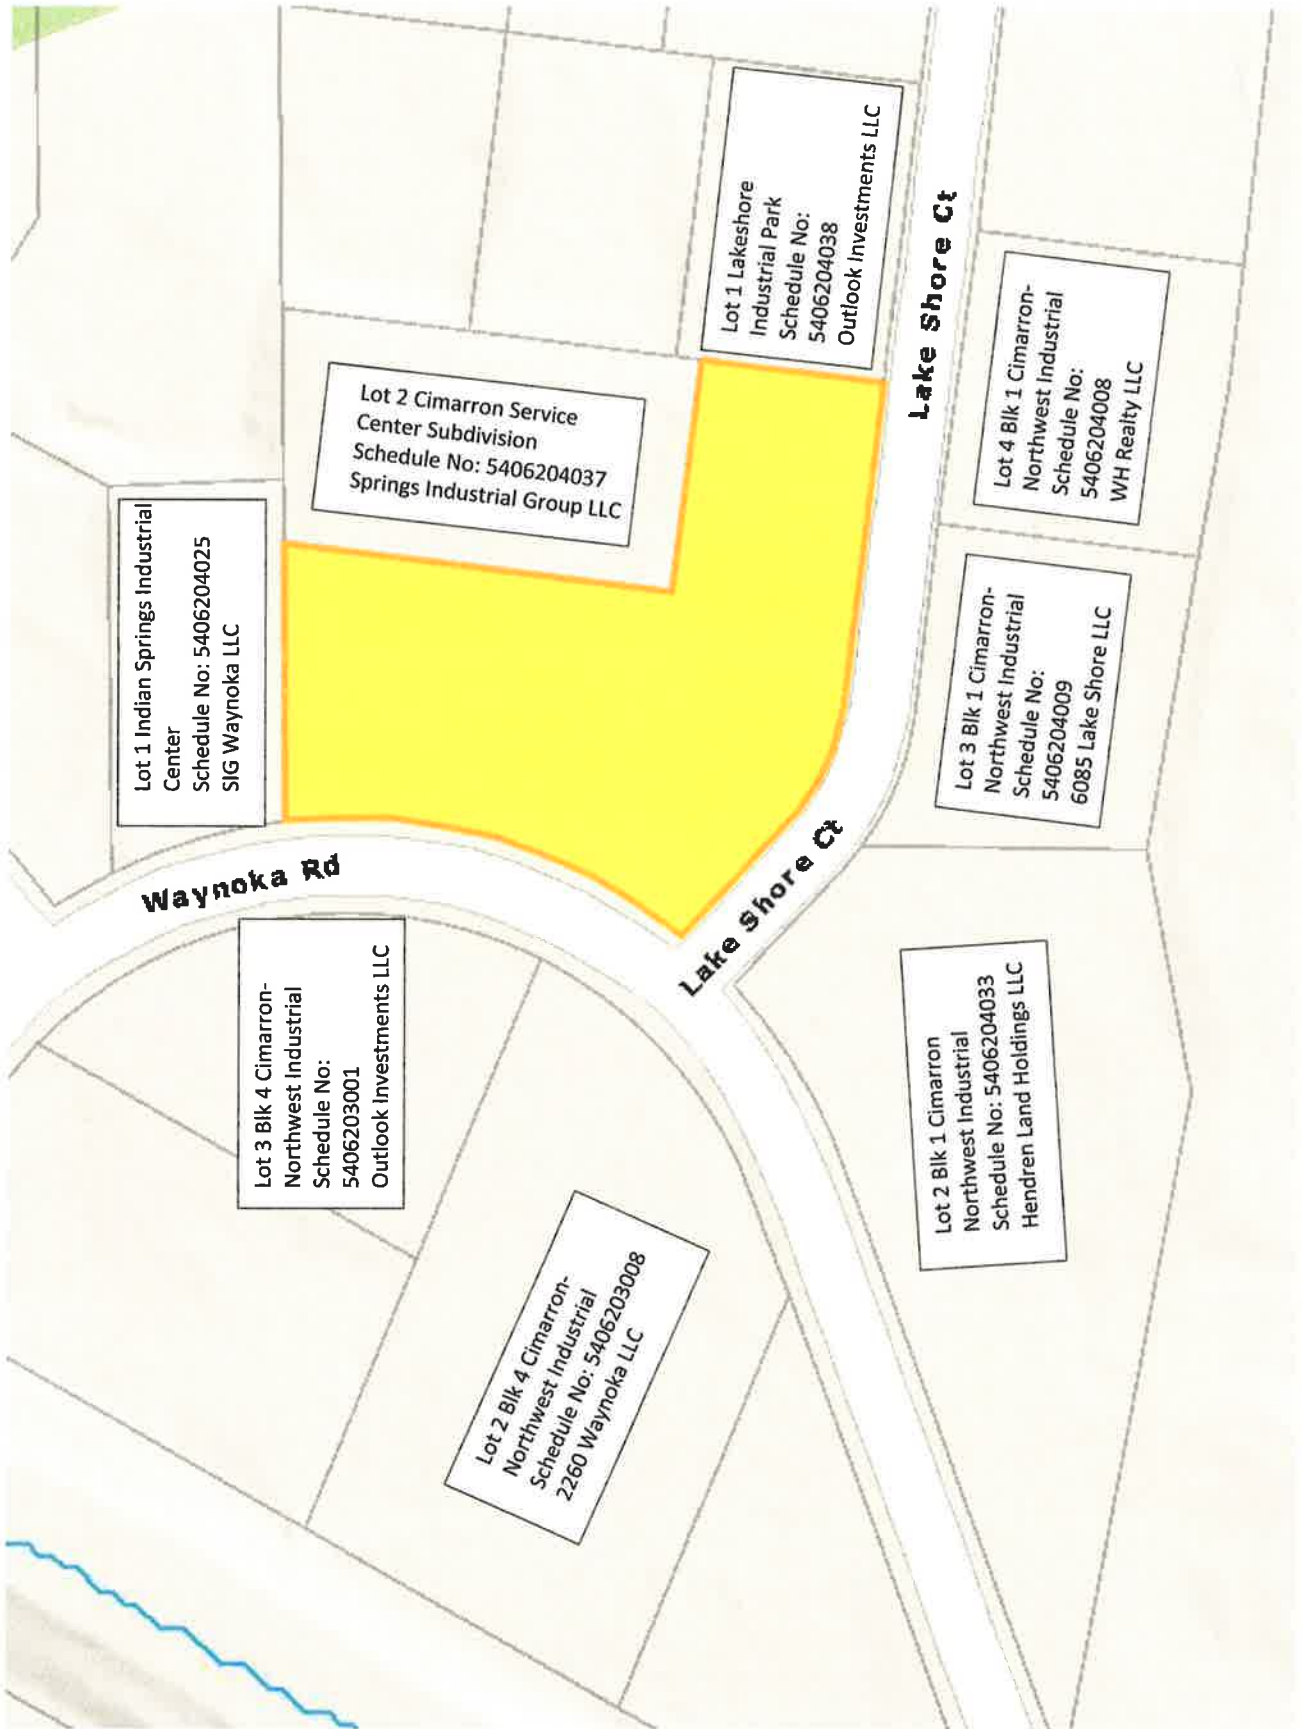 Lot 1 Indian Springs Industrial
Center
Schedule No: 5406204025
SIG Waynoka LLC
Lot 2 Cimarron Service
Center Subdivision
Schedule No: 5406204037
Springs Industrial Group LLC
Lot 1 Lakeshore
Industrial Park
Schedule No:
5406204038
Outlook Investments LLC
Waynoka Rd
Lake Shore Ct
Lake Shore Ct
Lot 3 Blk 4 Cimarron-
Northwest Industrial
Schedule No:
5406203001
Outlook Investments LLC
Lot 2 Blk 4 Cimarron-
Northwest Industrial
Schedule No: 5406203008
2260 Waynoka LLC
Lot 2 Blk 1 Cimarron
Northwest Industrial
Schedule No: 5406204033
Hendren Land Holdings LLC
Lot 3 Blk 1 Cimarron-
Northwest Industrial
Schedule No:
5406204009
6085 Lake Shore LLC
Lot 4 Blk 1 Cimarron-
Northwest Industrial
Schedule No:
5406204008
WH Realty LLC